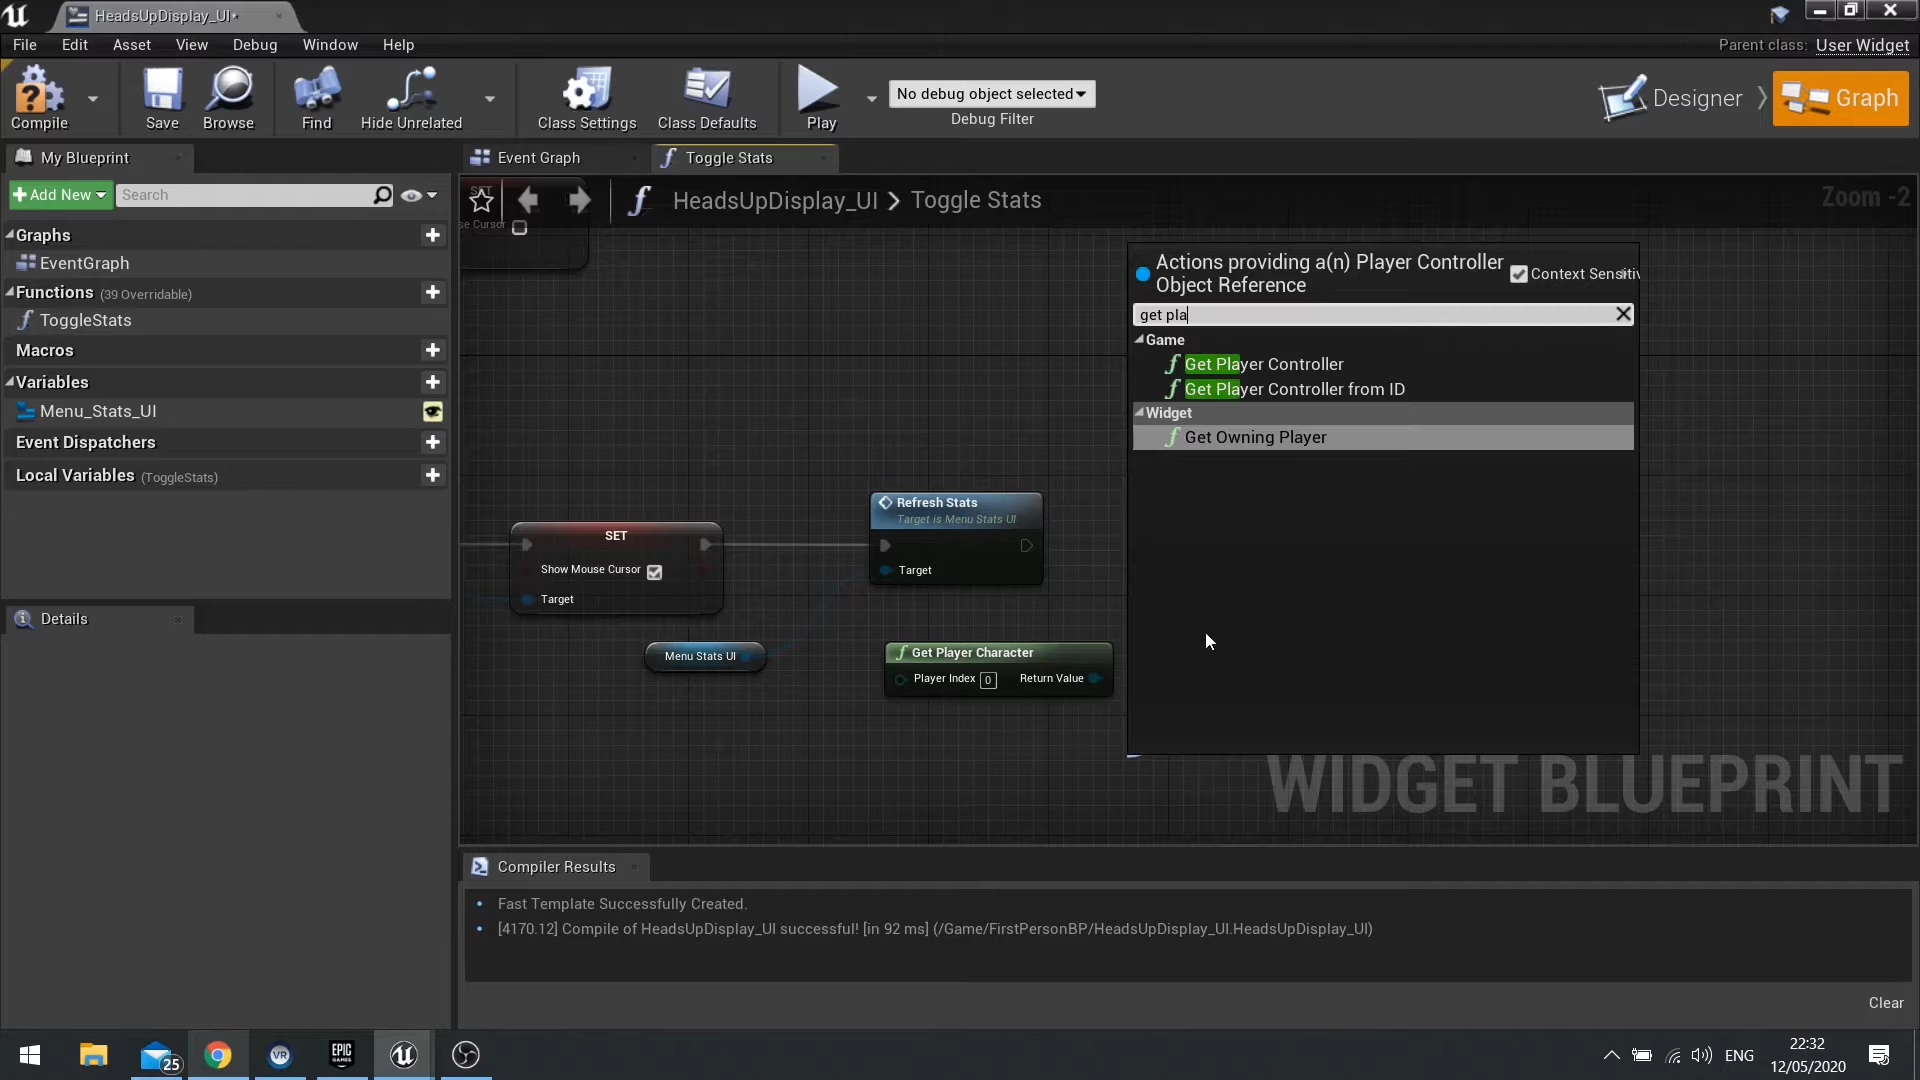 HeadsUpDisplay_UI*
File Edit Asset View Debug Window Help
Parent class: User Widget
Compile
Save
Browse
Find
Hide Unrelated
Class Settings
Class Defaults
Play
No debug object selected
Debug Filter
Designer
Graph
My Blueprint
Event Graph
Toggle Stats
Add New
Search
HeadsUpDisplay_UI > Toggle Stats
Zoom -2
Graphs
EventGraph
Functions (39 Overridable)
ToggleStats
Macros
Variables
Menu_Stats_UI
Event Dispatchers
Local Variables (ToggleStats)
Details
SET
se Cursor
Actions providing a(n) Player Controller
Object Reference
Context Sensitiv
get pla
Game
Get Player Controller
Get Player Controller from ID
Widget
Get Owning Player
Refresh Stats
Target is Menu Stats UI
Target
SET
Show Mouse Cursor
Target
Menu Stats UI
Get Player Character
Player Index 0 Return Value
WIDGET BLUEPRINT
Compiler Results
• Fast Template Successfully Created.
• [4170.12] Compile of HeadsUpDisplay_UI successful! [in 92 ms] (/Game/FirstPersonBP/HeadsUpDisplay_UI.HeadsUpDisplay_UI)
Clear
25
VR
EPIC
GAMES
ENG
22:32
12/05/2020